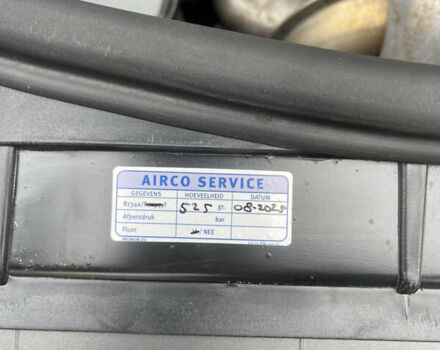 AIRCO SERVICE
GEGEVENS HOEVEELHEID DATUM
R134a/ 525 gr. 08-2025
Afpersdruk bar
Fluor / NEE